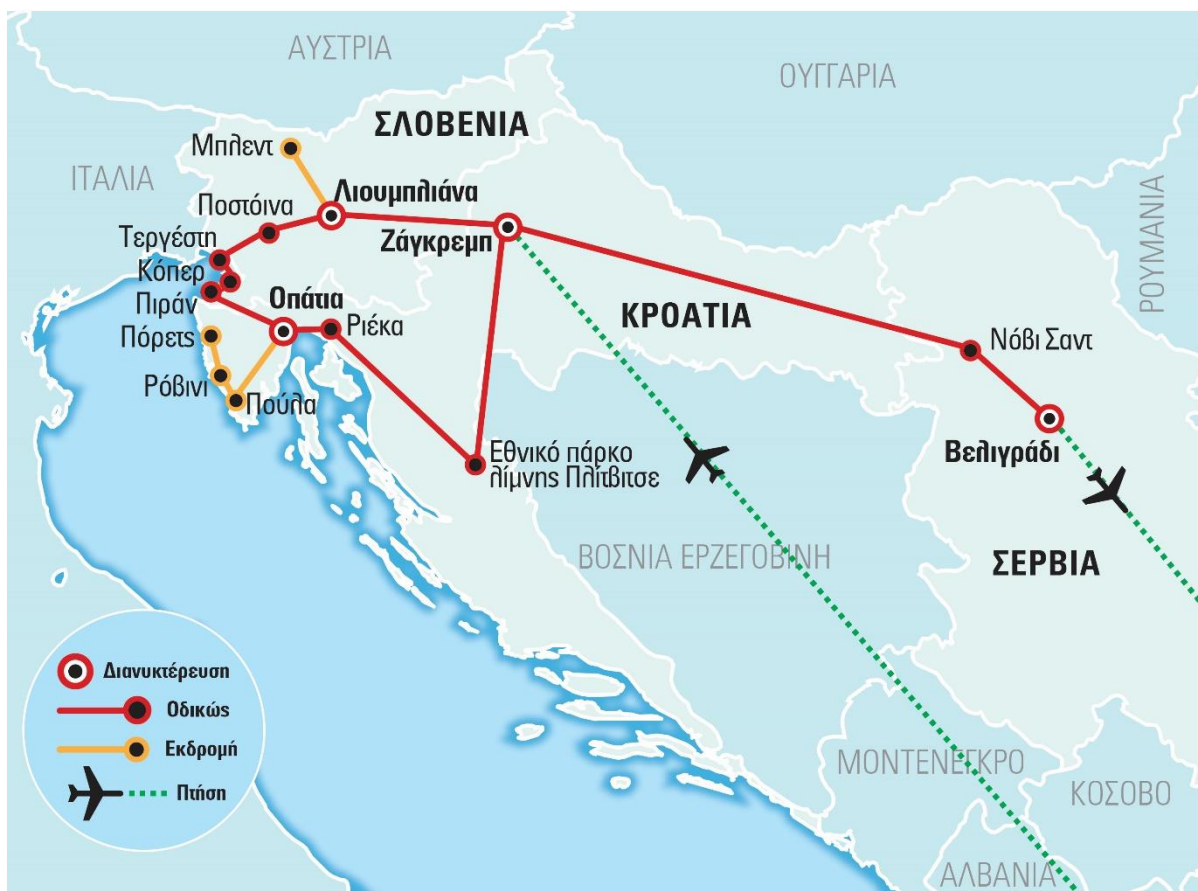 ΑΥΣΤΡΙΑ
ΟΥΓΓΑΡΙΑ
ΣΛΟΒΕΝΙΑ
Μπλεντ
ΙΤΑΛΙΑ
Λιουμπλιάνα
Ποστόινα
Ζάγκρεμπ
Τεργέστη
Κόπερ
Πιράν
Οπάτια
Ριέκα
ΚΡΟΑΤΙΑ
ΡΟΥΜΑΝΙΑ
Πόρετς
Νόβι Σαντ
Ρόβινι
Πούλα
Βελιγράδι
Εθνικό πάρκο
λίμνης Πλίτβιτσε
ΒΟΣΝΙΑ ΕΡΖΕΓΟΒΙΝΗ
ΣΕΡΒΙΑ
Διανυκτέρευση
Οδικώς
Εκδρομή
Πτήση
ΜΟΝΤΕΝΕΓΚΡΟ
ΚΟΣΟΒΟ
ΑΛΒΑΝΙΑ